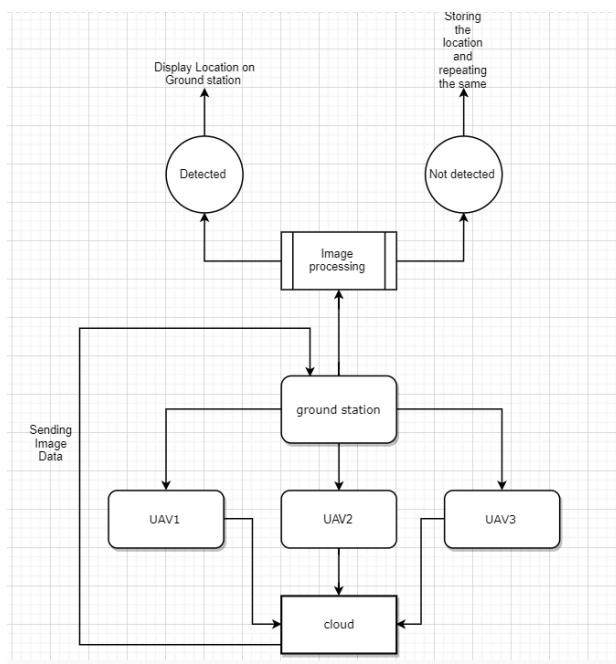 Storing
the
location
and
repeating
the same
Display Location on
Ground station
Detected
Not detected
Image
processing
ground station
Sending
Image
Data
UAV1
UAV2
UAV3
cloud